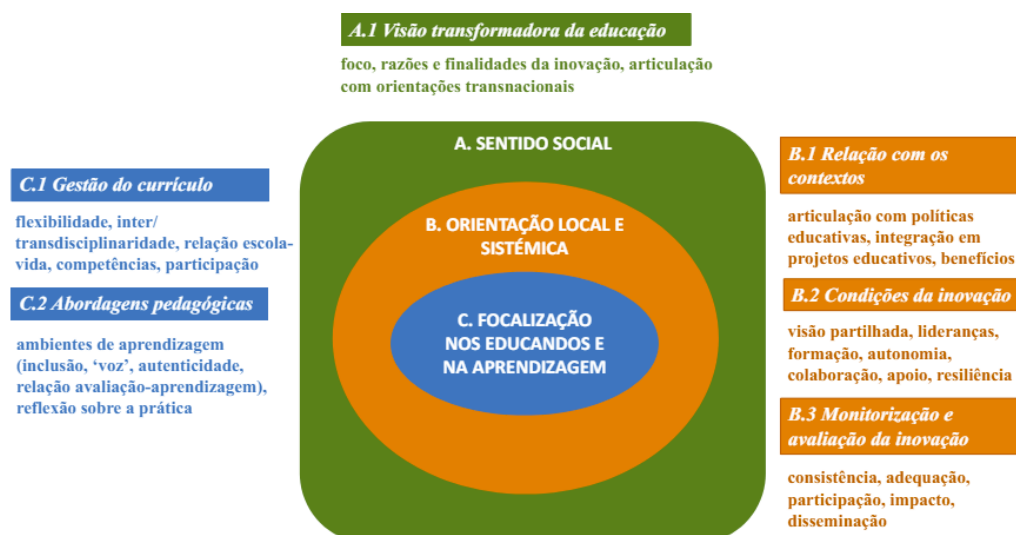 A.1 Visão transformadora da educação
foco, razões e finalidades da inovação, articulação
com orientações transnacionais
A. SENTIDO SOCIAL
B. ORIENTAÇÃO LOCAL E
SISTÉMICA
C. FOCALIZAÇÃO
NOS EDUCANDOS E
NA APRENDIZAGEM
C.1 Gestão do currículo
flexibilidade, inter/
transdisciplinaridade, relação escola-
vida, competências, participação
C.2 Abordagens pedagógicas
ambientes de aprendizagem
(inclusão, ‘voz’, autenticidade,
relação avaliação-aprendizagem),
reflexão sobre a prática
B.1 Relação com os
contextos
articulação com políticas
educativas, integração em
projetos educativos, benefícios
B.2 Condições da inovação
visão partilhada, lideranças,
formação, autonomia,
colaboração, apoio, resiliência
B.3 Monitorização e
avaliação da inovação
consistência, adequação,
participação, impacto,
disseminação